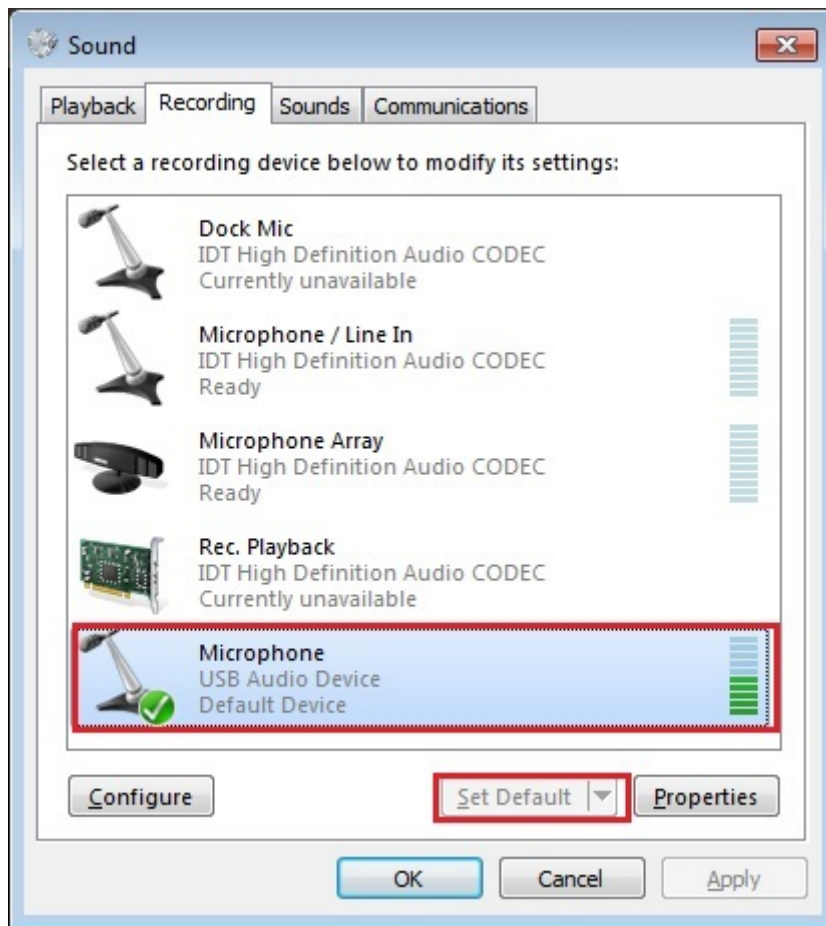 Sound
Playback Recording Sounds Communications
Select a recording device below to modify its settings:
Dock Mic
IDT High Definition Audio CODEC
Currently unavailable
Microphone / Line In
IDT High Definition Audio CODEC
Ready
Microphone Array
IDT High Definition Audio CODEC
Ready
Rec. Playback
IDT High Definition Audio CODEC
Currently unavailable
Microphone
USB Audio Device
Default Device
Configure Set Default Properties
OK Cancel Apply